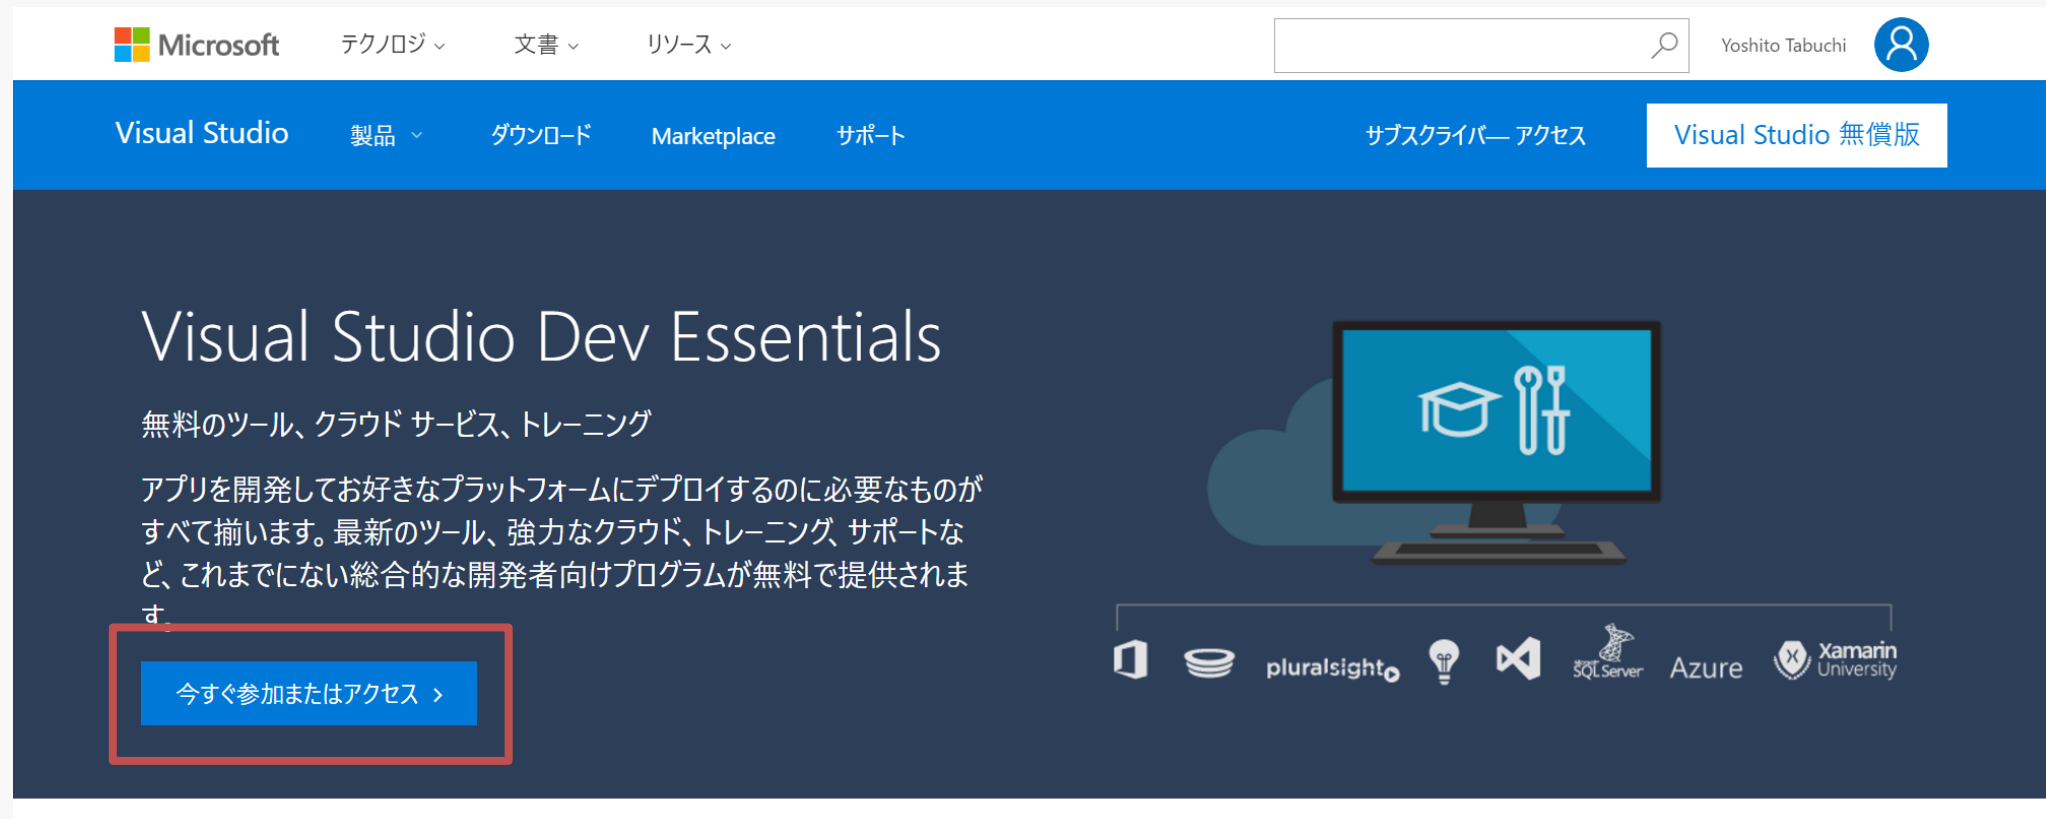 Microsoft テクノロジ 文書 リソース Yoshito Tabuchi
Visual Studio 製品 ダウンロード Marketplace サポート サブスクライバー アクセス Visual Studio 無償版
Visual Studio Dev Essentials
無料のツール、クラウド サービス、トレーニング
アプリを開発してお好きなプラットフォームにデプロイするのに必要なものが
すべて揃います。最新のツール、強力なクラウド、トレーニング、サポートな
ど、これまでにない総合的な開発者向けプログラムが無料で提供されま
す。
今すぐ参加またはアクセス
pluralsight
SQL Server
Azure
Xamarin
University